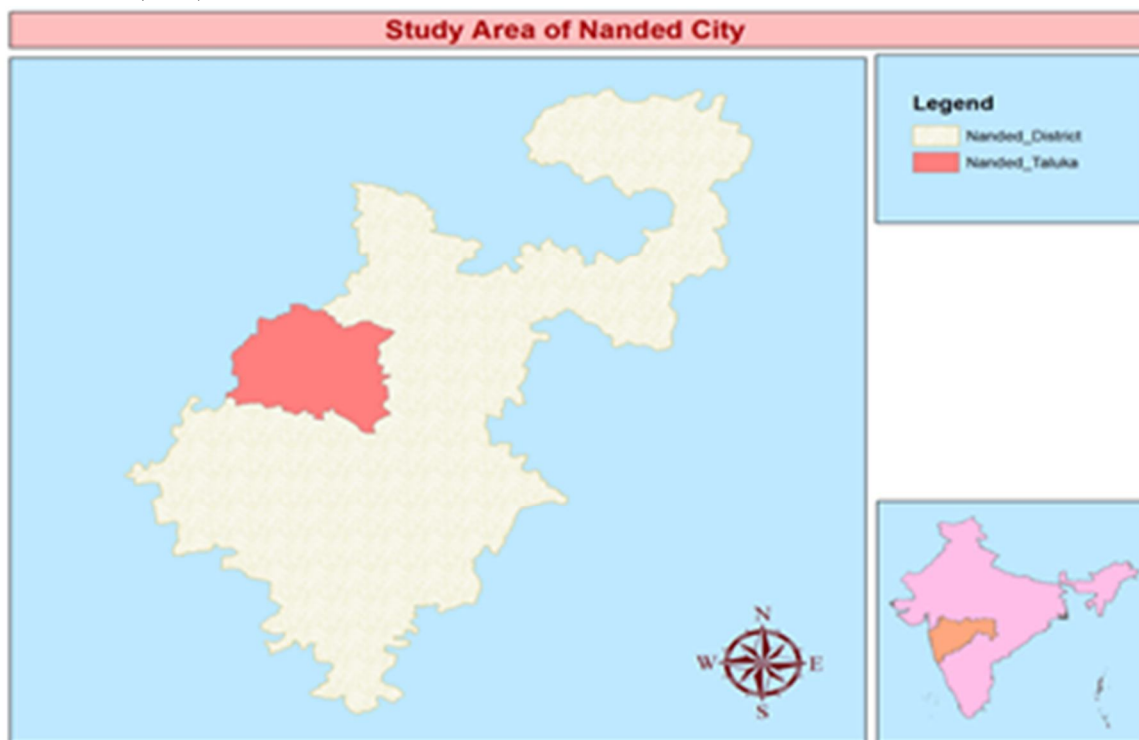 Study Area of Nanded City
Legend
Nanded_District
Nanded_Taluka
N
W E
S